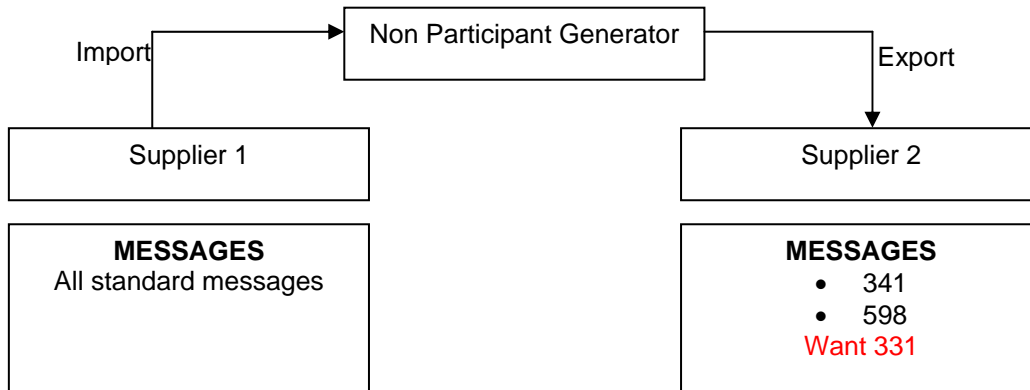 Non Participant Generator
Import
Export
Supplier 1
Supplier 2
MESSAGES
All standard messages
MESSAGES
• 341
• 598
Want 331